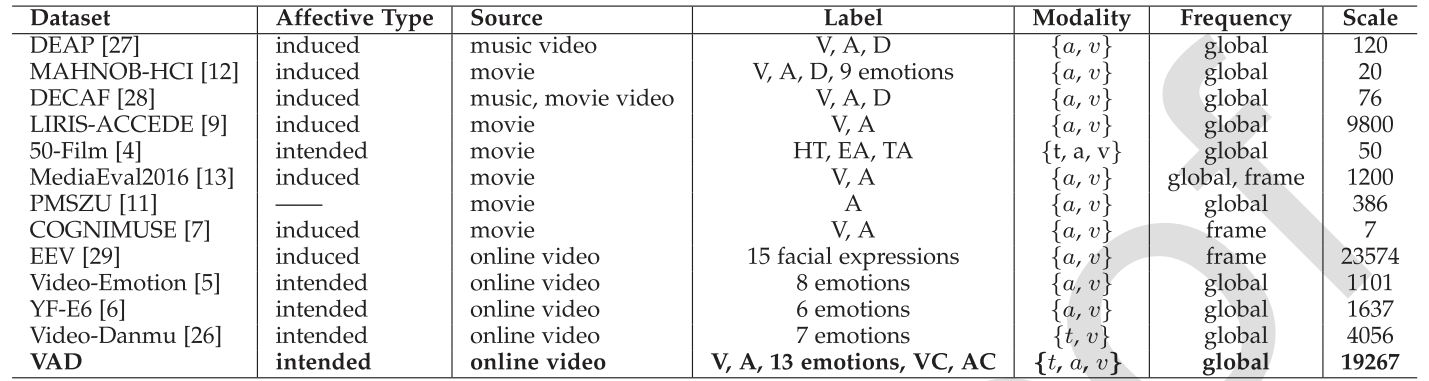 Dataset Affective Type Source Label Modality Frequency Scale
DEAP [27] induced music video V, A, D {a, v} global 120
MAHNOB-HCI [12] induced movie V, A, D, 9 emotions {a, v} global 20
DECAF [28] induced music, movie video V, A, D {a, v} global 76
LIRIS-ACCEDE [9] induced movie V, A {a, v} global 9800
50-Film [4] intended movie HT, EA, TA {t, a, v} global 50
MediaEval2016 [13] induced movie V, A {a, v} global, frame 1200
PMSZU [11] —— movie A {a, v} global 386
COGNIMUSE [7] induced movie V, A {a, v} frame 7
EEV [29] induced online video 15 facial expressions {a, v} frame 23574
Video-Emotion [5] intended online video 8 emotions {a, v} global 1101
YF-E6 [6] intended online video 6 emotions {a, v} global 1637
Video-Danmu [26] intended online video 7 emotions {t, v} global 4056
VAD intended online video V, A, 13 emotions, VC, AC {t, a, v} global 19267